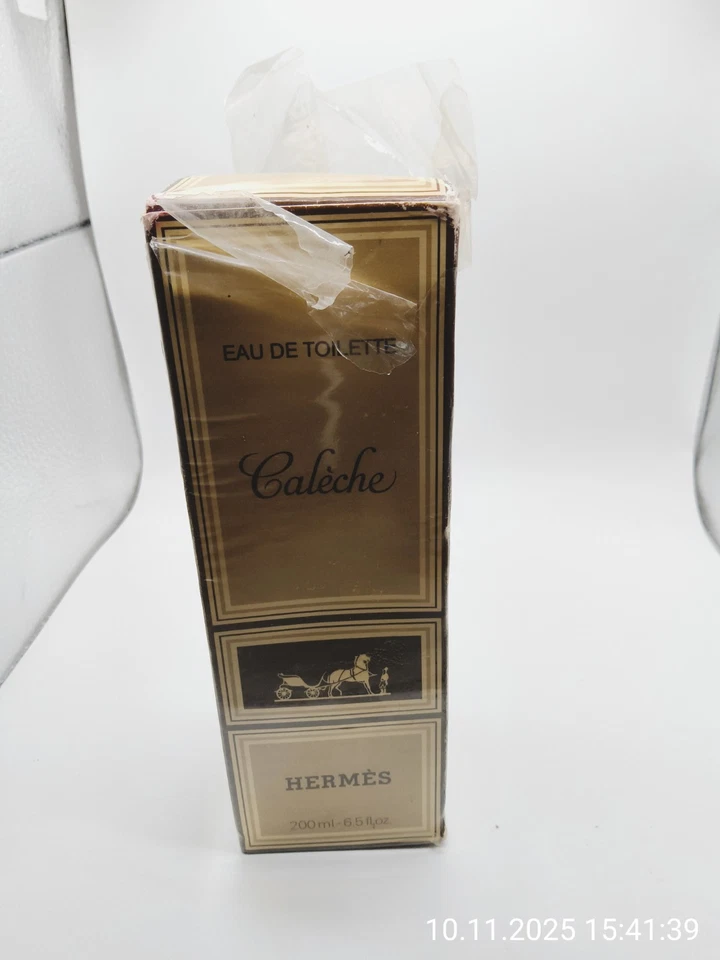 EAU DE TOILETTE
Calèche
HERMÈS
200 ml - 6.5 fl.oz
10.11.2025 15:41:39